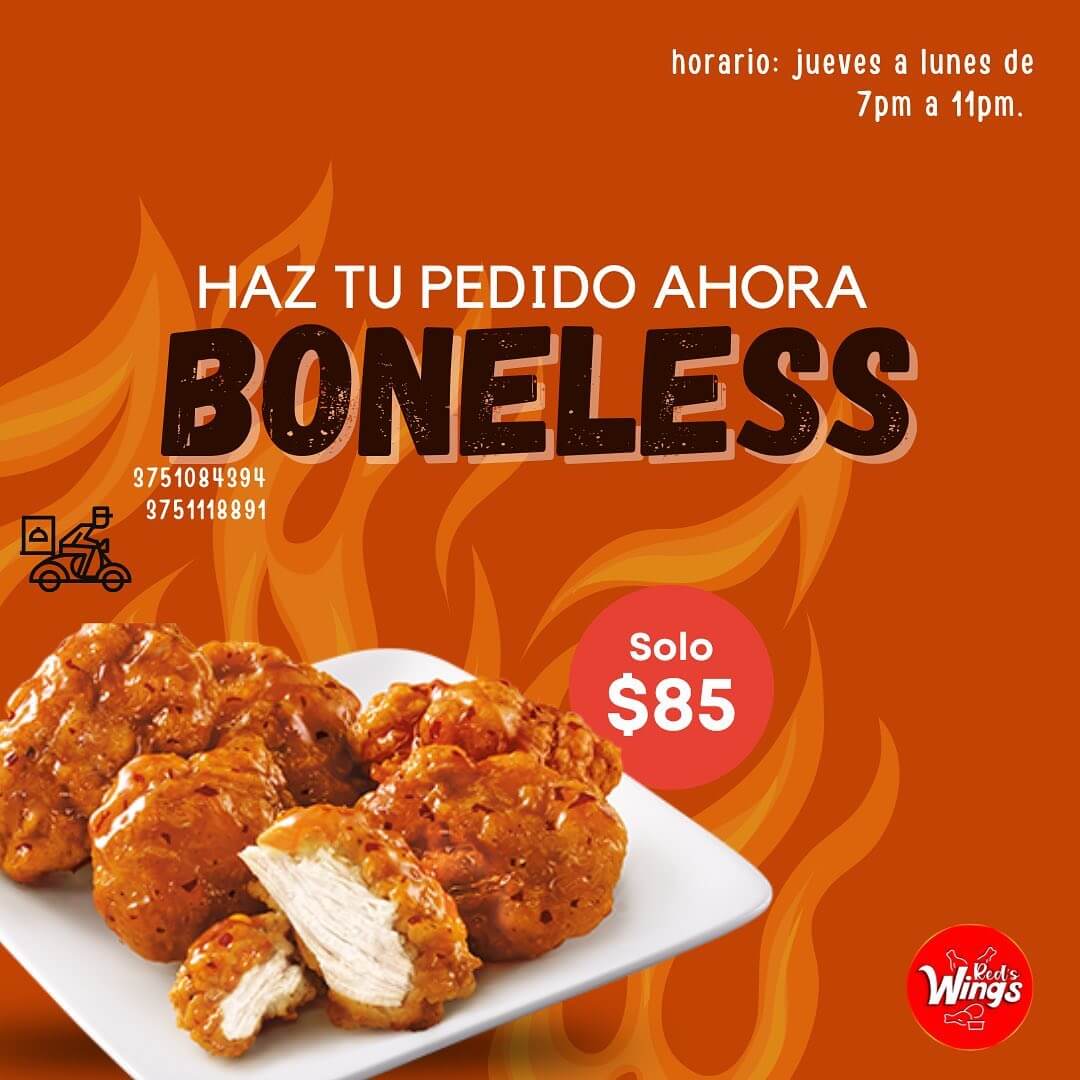 horario: jueves a lunes de
7pm a 11pm.
HAZ TU PEDIDO AHORA
BONELESS
3751084394
3751118891
Solo
$85
Red's
Wings